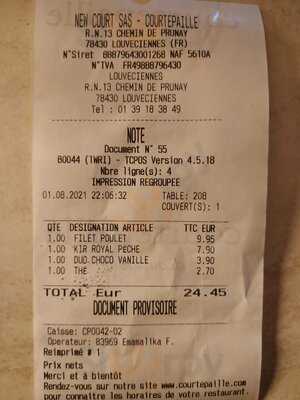 NEW COURT SAS - COURTEPAILLE
R.N.13 CHEMIN DE PRUNAY
78430 LOUVECIENNES (FR)
N°Siret 88879643001268 NAF 5610A
N°IVA FR49888796430
LOUVECIENNES
R.N.13 CHEMIN DE PRUNAY
78430 LOUVECIENNES
Tel : 01 39 18 38 49
NOTE
Document N° 55
B0044 (IWRI) - TCPOS Version 4.5.18
Nbre ligne(s): 4
IMPRESSION REGROUPEE
01.08.2021 22:06:32 TABLE: 208
COUVERT(S): 1
QTE DESIGNATION ARTICLE TTC EUR
1.00 FILET POULET 9.95
1.00 KIR ROYAL PECHE 7.90
1.00 DUO.CHOCO VANILLE 3.90
1.00 THE 2.70
TOTAL Eur 24.45
DOCUMENT PROVISOIRE
Caisse: CP0042-02
Operateur: 83969 Emamalika F.
Reimprimé # 1
Prix nets
Merci et à bientôt
Rendez-vous sur notre site www.courtepaille.com
pour connaître les horaires de votre restaurant.